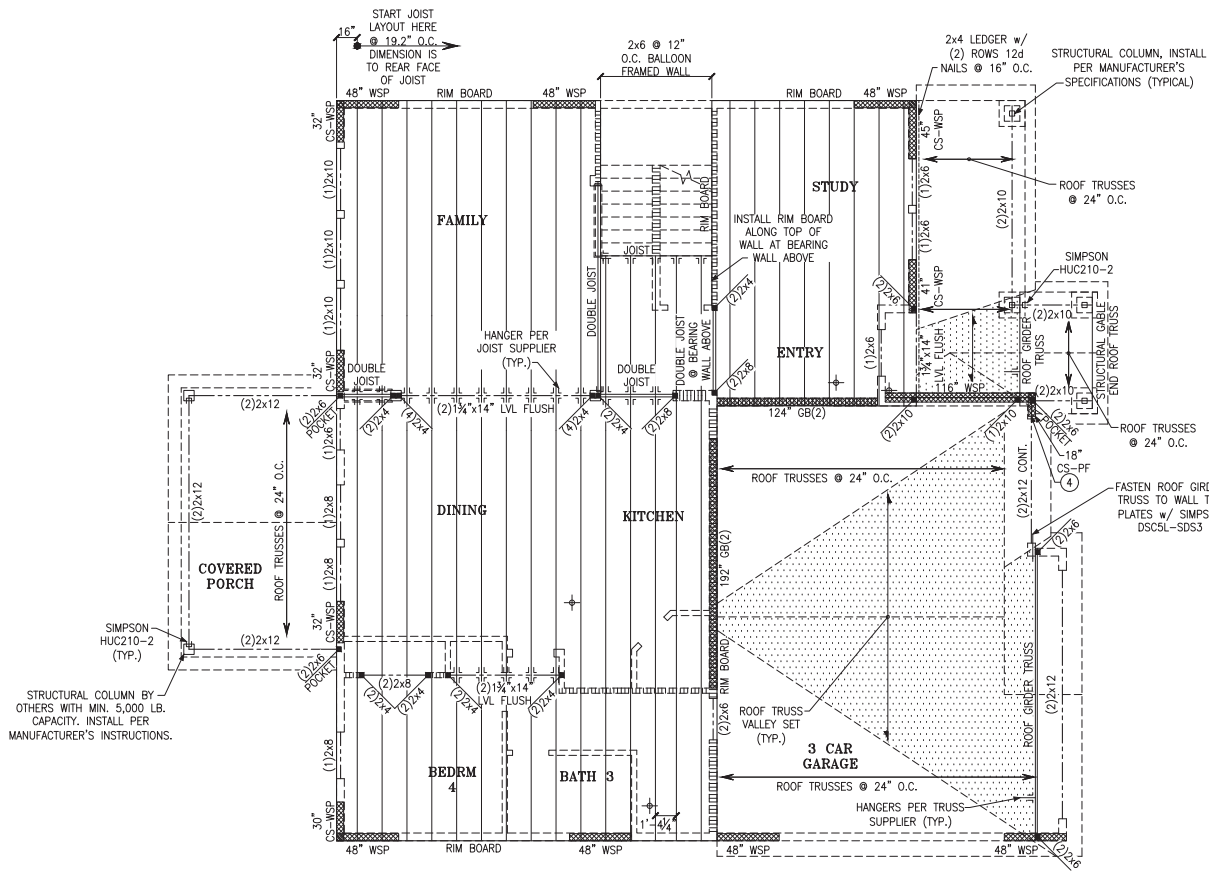 START JOIST
LAYOUT HERE
@ 19.2" O.C.
DIMENSION IS
TO REAR FACE
OF JOIST
16"
2x6 @ 12"
O.C. BALLOON
FRAMED WALL
2x4 LEDGER w/
(2) ROWS 12d
NAILS @ 16" O.C.
STRUCTURAL COLUMN, INSTALL
PER MANUFACTURER'S
SPECIFICATIONS (TYPICAL)
48" WSP
RIM BOARD
48" WSP
RIM BOARD
48" WSP
32"
CS-WSP
(1)2x10
(1)2x10
(1)2x10
32"
CS-WSP
FAMILY
STUDY
RIM BOARD
JOIST
INSTALL RIM BOARD
ALONG TOP OF
WALL AT BEARING
WALL ABOVE
45"
CS-WSP
(1)2x6
(1)2x6
41"
CS-WSP
(2)2x10
ROOF TRUSSES
@ 24" O.C.
SIMPSON
HUC210-2
(2)2x4
(2)2x6
DOUBLE JOIST
HANGER PER
JOIST SUPPLIER
(TYP.)
DOUBLE
JOIST
DOUBLE
JOIST
DOUBLE JOIST
@ BEARING
WALL ABOVE
ENTRY
(1)2x6
1¾"x14"
LVL FLUSH
ROOF GIRDER
TRUSS
(2)2x10
(2)2x10
STRUCTURAL GABLE
END ROOF TRUSS
(2)2x8
116" WSP
(2)2x12
(2)2x6
POCKET
(2)2x4
(4)2x4
(2)1¾"x14" LVL FLUSH
(4)2x4
(2)2x4
(2)2x8
124" GB(2)
(2)2x10
(1)2x10
(2)2x6
POCKET
ROOF TRUSSES
@ 24" O.C.
18"
CS-PF
4
(2)2x12
ROOF TRUSSES @ 24" O.C.
COVERED
PORCH
(1)2x6
(1)2x8
(1)2x8
32"
CS-WSP
DINING
KITCHEN
192" GB(2)
ROOF TRUSSES @ 24" O.C.
(2)2x12 CONT.
FASTEN ROOF GIRD
TRUSS TO WALL T
PLATES w/ SIMPS
DSC5L-SDS3
(2)2x6
SIMPSON
HUC210-2
(TYP.)
(2)2x12
(2)2x6
POCKET
STRUCTURAL COLUMN BY
OTHERS WITH MIN. 5,000 LB.
CAPACITY. INSTALL PER
MANUFACTURER'S INSTRUCTIONS.
(2)2x8
(2)2x4
(2)2x4
(2)2x4
(2)1¾"x14"
LVL FLUSH
(2)2x4
RIM BOARD
(2)2x6
ROOF TRUSS
VALLEY SET
(TYP.)
ROOF GIRDER TRUSS
(2)2x12
(1)2x8
30"
CS-WSP
BEDRM
4
BATH 3
1'-4¼"
3 CAR
GARAGE
ROOF TRUSSES @ 24" O.C.
HANGERS PER TRUSS
SUPPLIER (TYP.)
48" WSP
RIM BOARD
48" WSP
48" WSP
48" WSP
(2)2x6